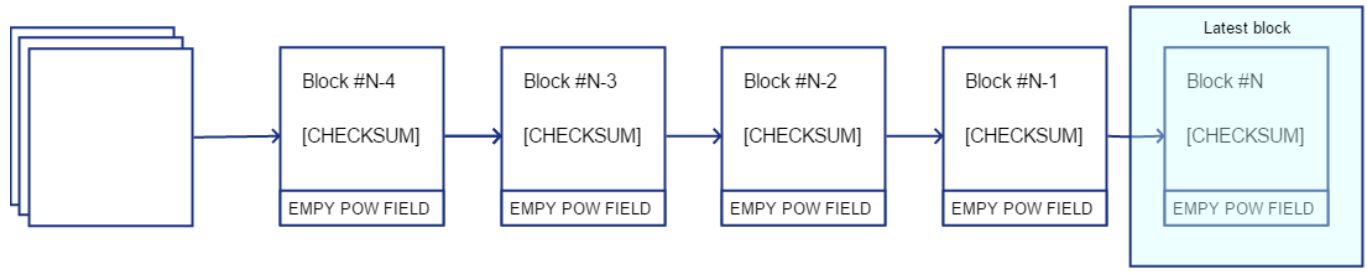 Latest block
Block #N-4
[CHECKSUM]
EMPY POW FIELD
Block #N-3
[CHECKSUM]
EMPY POW FIELD
Block #N-2
[CHECKSUM]
EMPY POW FIELD
Block #N-1
[CHECKSUM]
EMPY POW FIELD
Block #N
[CHECKSUM]
EMPY POW FIELD